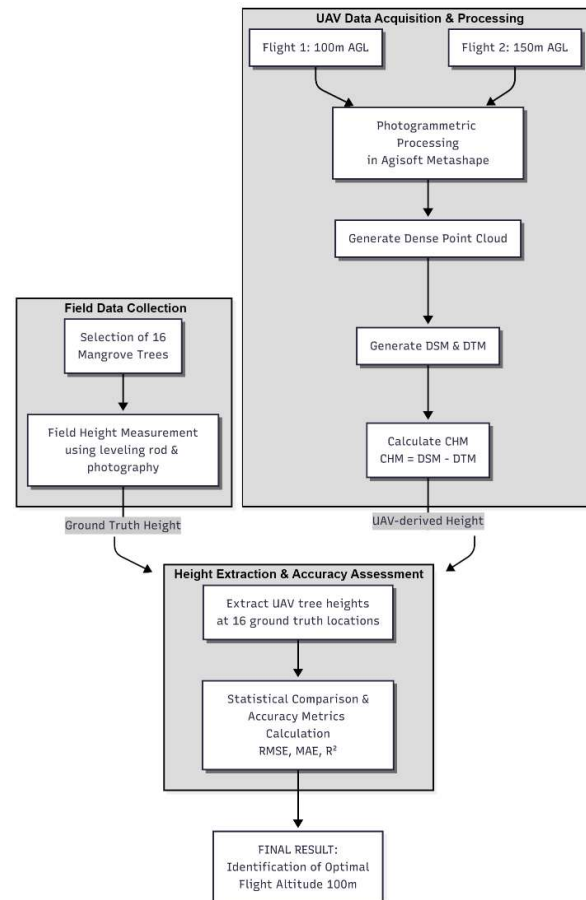 UAV Data Acquisition & Processing
Flight 1: 100m AGL
Flight 2: 150m AGL
Photogrammetric
Processing
in Agisoft Metashape
Generate Dense Point Cloud
Generate DSM & DTM
Calculate CHM
CHM = DSM - DTM
UAV-derived Height
Field Data Collection
Selection of 16
Mangrove Trees
Field Height Measurement
using leveling rod &
photography
Ground Truth Height
Height Extraction & Accuracy Assessment
Extract UAV tree heights
at 16 ground truth locations
Statistical Comparison &
Accuracy Metrics
Calculation
RMSE, MAE, R²
FINAL RESULT:
Identification of Optimal
Flight Altitude 100m